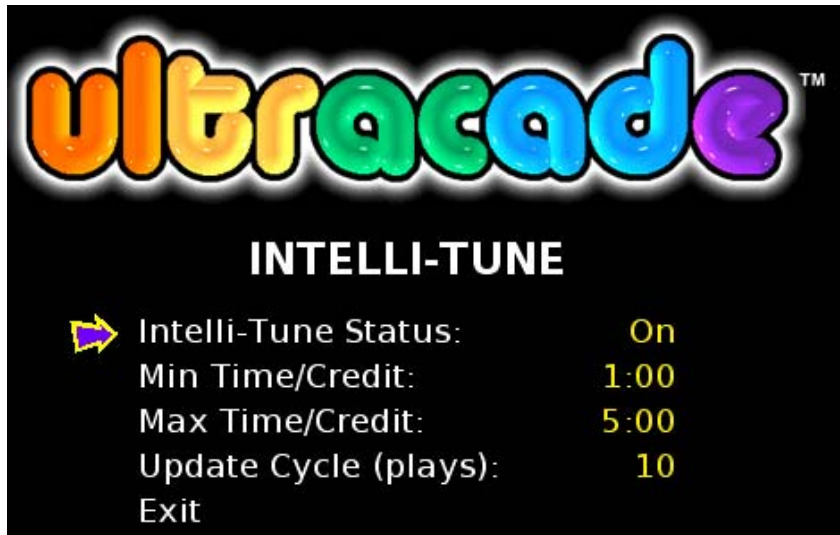 ultracade™
INTELLI-TUNE
Intelli-Tune Status: On
Min Time/Credit: 1:00
Max Time/Credit: 5:00
Update Cycle (plays): 10
Exit